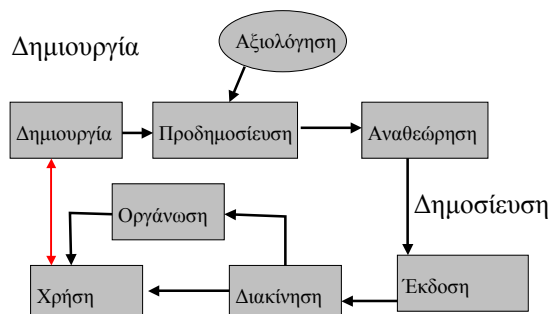 Αξιολόγηση
Δημιουργία
Δημιουργία
Προδημοσίευση
Αναθεώρηση
Οργάνωση
Δημοσίευση
Χρήση
Διακίνηση
Έκδοση